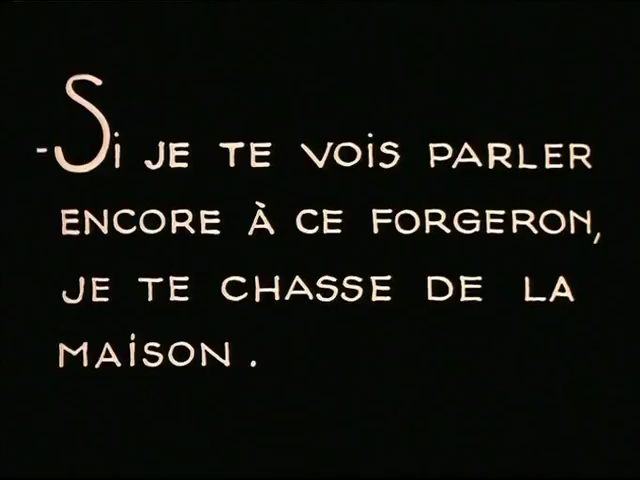 -Si JE TE VOIS PARLER
ENCORE À CE FORGERON,
JE TE CHASSE DE LA
MAISON.